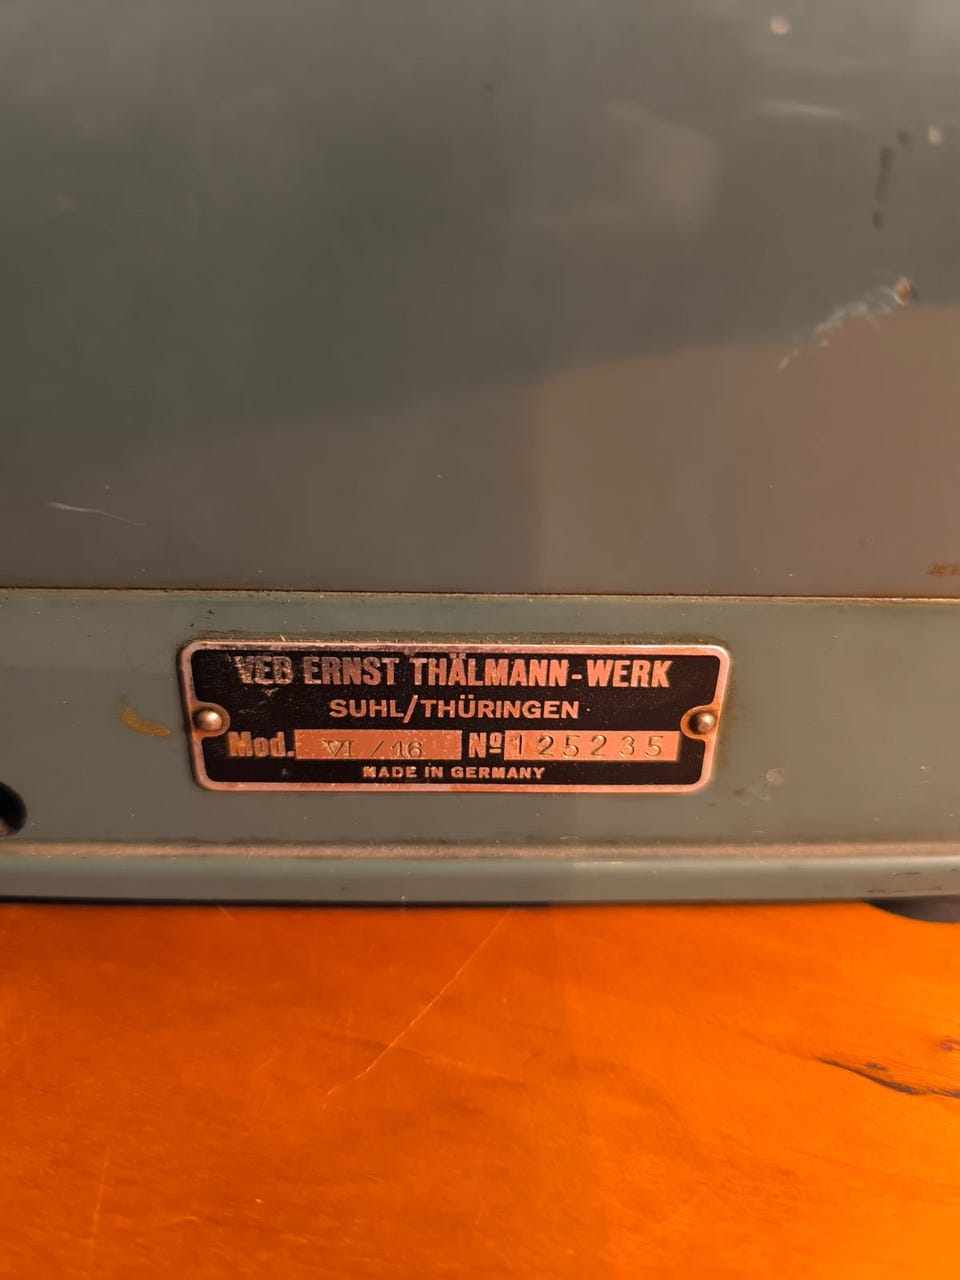 VEB ERNST THÄLMANN-WERK
SUHL/THÜRINGEN
Mod. VI/16 Nº 125235
MADE IN GERMANY